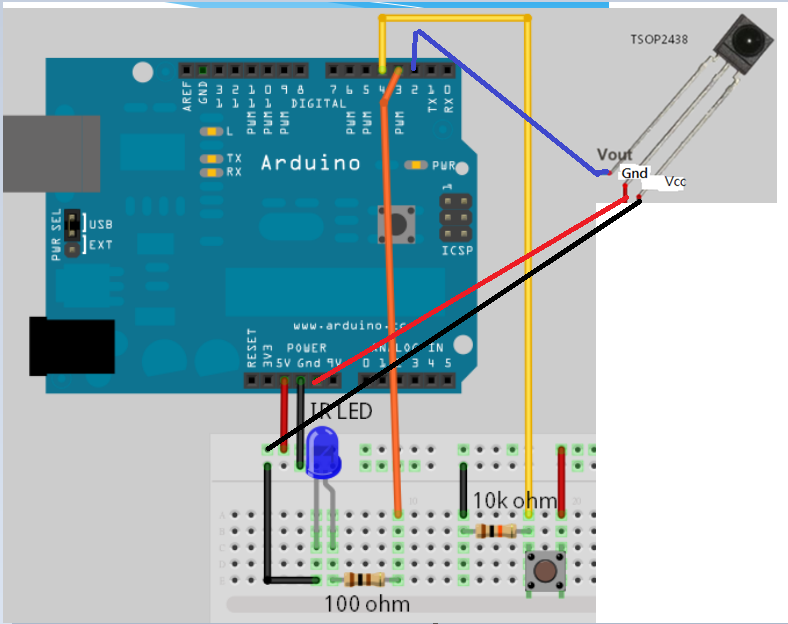 TSOP2438
AREF GND 13 12 11 10 9 8 7 6 5 4 3 2 1 0
PWM PWM PWM DIGITAL PWM PWM PWM TX RX
L
TX
RX
Arduino
PWR
1
Vout
Gnd
Vcc
PWR SEL
USB
EXT
ICSP
RESET 3V3 5V Gnd 9V
www.arduino.cc
POWER
ANALOG IN
0 1 3 4 5
IR LED
10
20
10k ohm
A
B
C
D
E
100 ohm